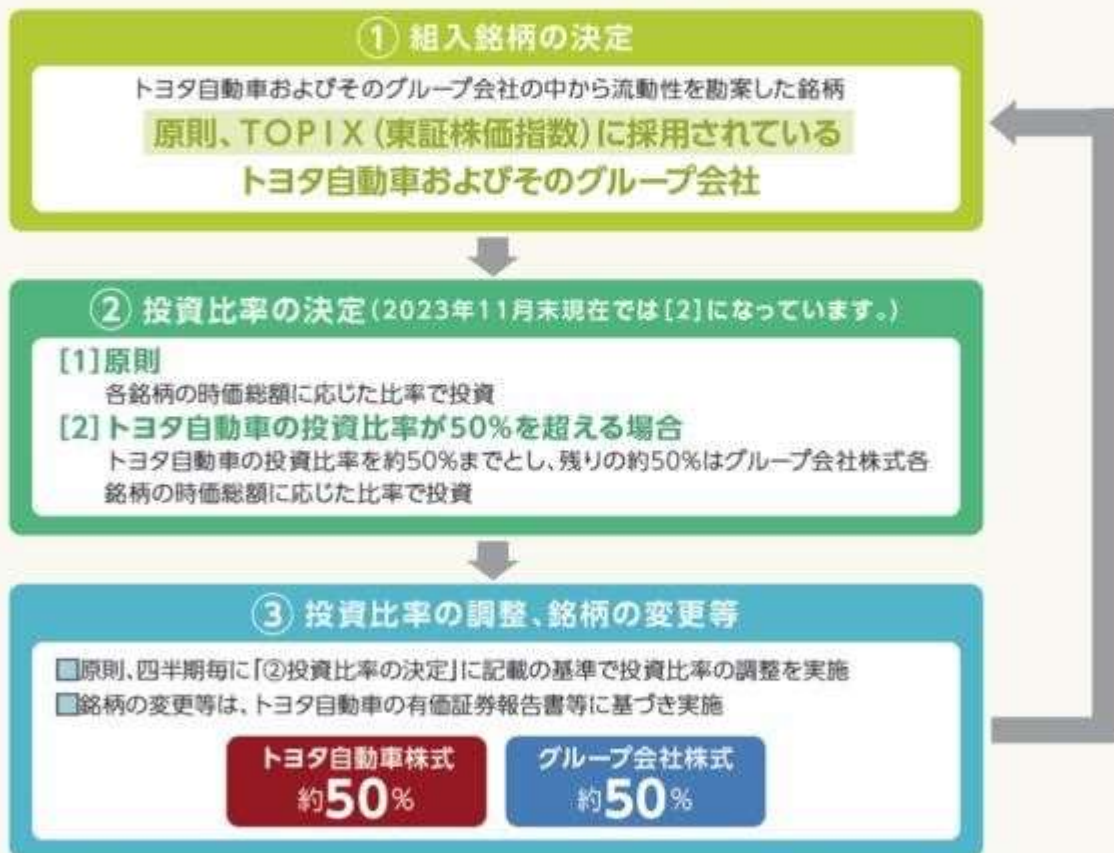 ① 組入銘柄の決定
トヨタ自動車およびそのグループ会社の中から流動性を勘案した銘柄
原則、TOPIX(東証株価指数)に採用されている
トヨタ自動車およびそのグループ会社
② 投資比率の決定(2023年11月末現在では[2]になっています。)
[1]原則
各銘柄の時価総額に応じた比率で投資
[2]トヨタ自動車の投資比率が50%を超える場合
トヨタ自動車の投資比率を約50%までとし、残りの約50%はグループ会社株式各
銘柄の時価総額に応じた比率で投資
③ 投資比率の調整、銘柄の変更等
原則、四半期毎に「②投資比率の決定」に記載の基準で投資比率の調整を実施
銘柄の変更等は、トヨタ自動車の有価証券報告書等に基づき実施
トヨタ自動車株式
約50%
グループ会社株式
約50%